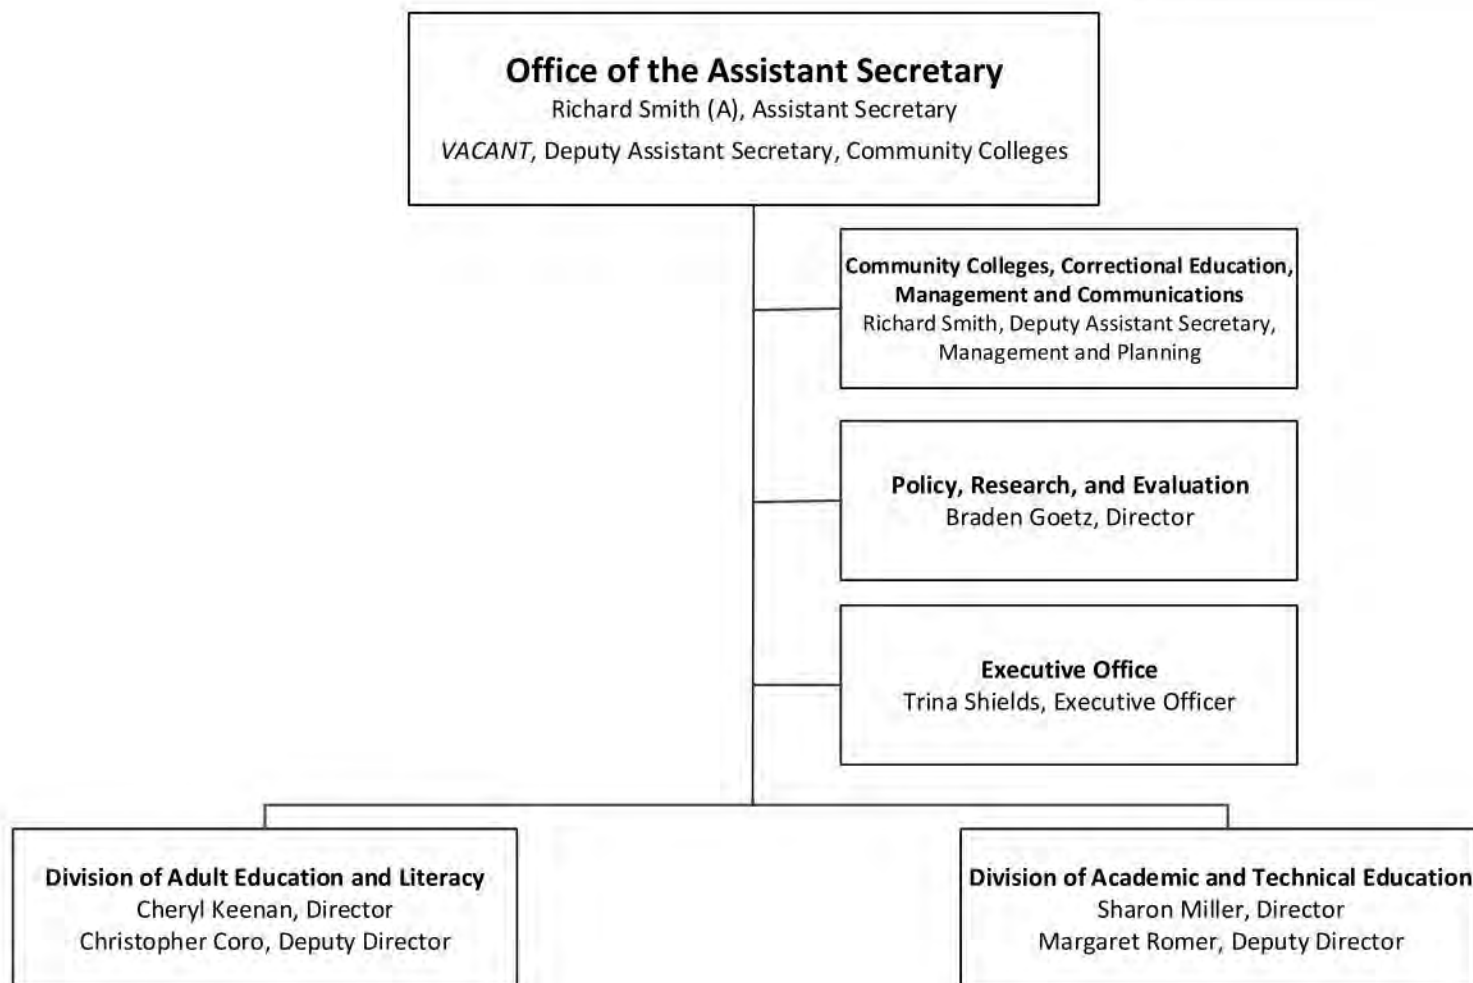 Office of the Assistant Secretary
Richard Smith (A), Assistant Secretary
VACANT, Deputy Assistant Secretary, Community Colleges
Community Colleges, Correctional Education,
Management and Communications
Richard Smith, Deputy Assistant Secretary,
Management and Planning
Policy, Research, and Evaluation
Braden Goetz, Director
Executive Office
Trina Shields, Executive Officer
Division of Adult Education and Literacy
Cheryl Keenan, Director
Christopher Coro, Deputy Director
Division of Academic and Technical Education
Sharon Miller, Director
Margaret Romer, Deputy Director